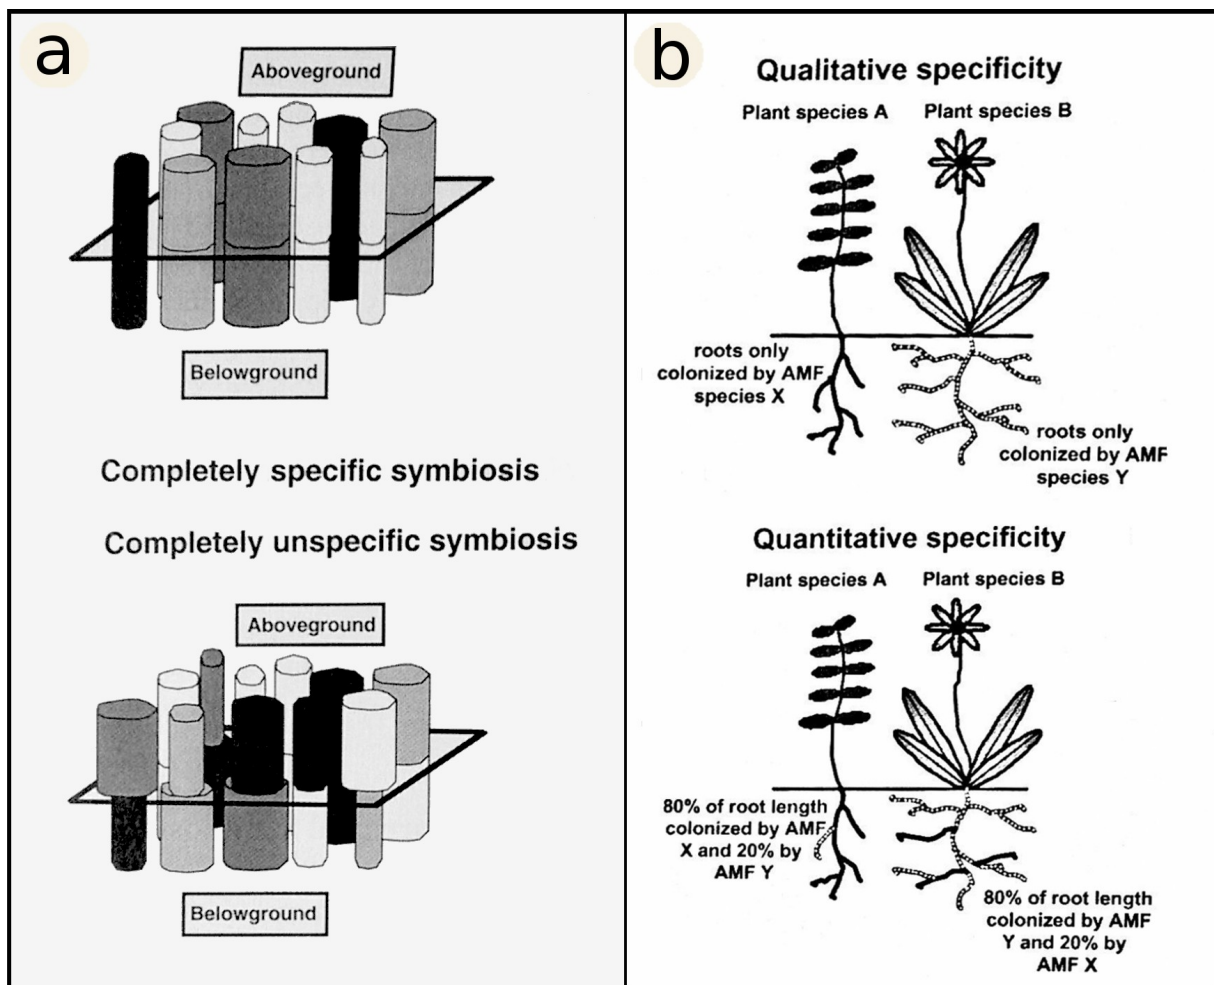 a
Aboveground
Belowground
Completely specific symbiosis
Completely unspecific symbiosis
Aboveground
Belowground
b
Qualitative specificity
Plant species A
Plant species B
roots only
colonized by AMF
species X
roots only
colonized by AMF
species Y
Quantitative specificity
Plant species A
Plant species B
80% of root length
colonized by AMF
X and 20% by
AMF Y
80% of root length
colonized by AMF
Y and 20% by
AMF X